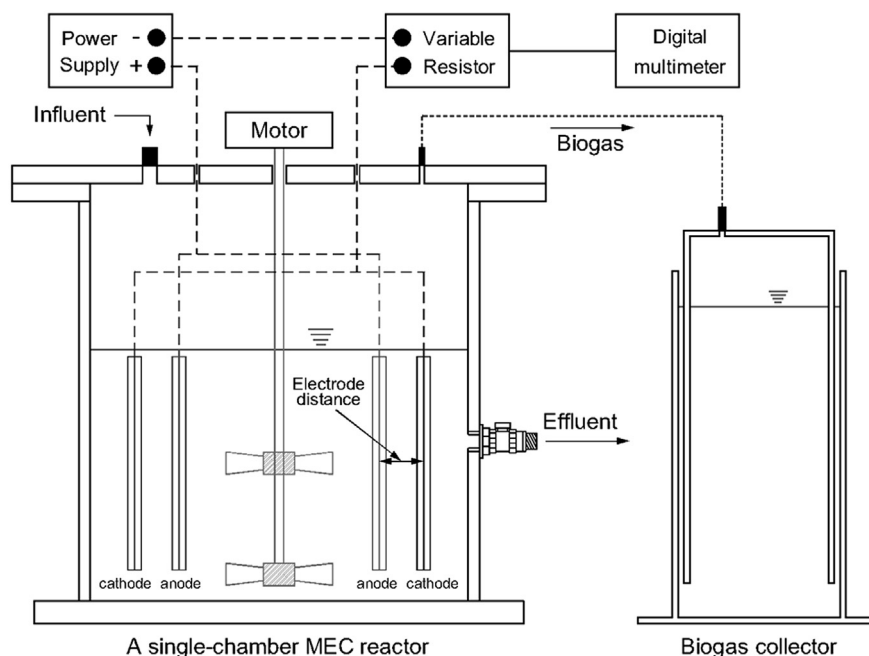 Power -
Supply +
Variable
Resistor
Digital
multimeter
Influent
Motor
Biogas
Electrode
distance
Effluent
cathode
anode
anode
cathode
A single-chamber MEC reactor
Biogas collector